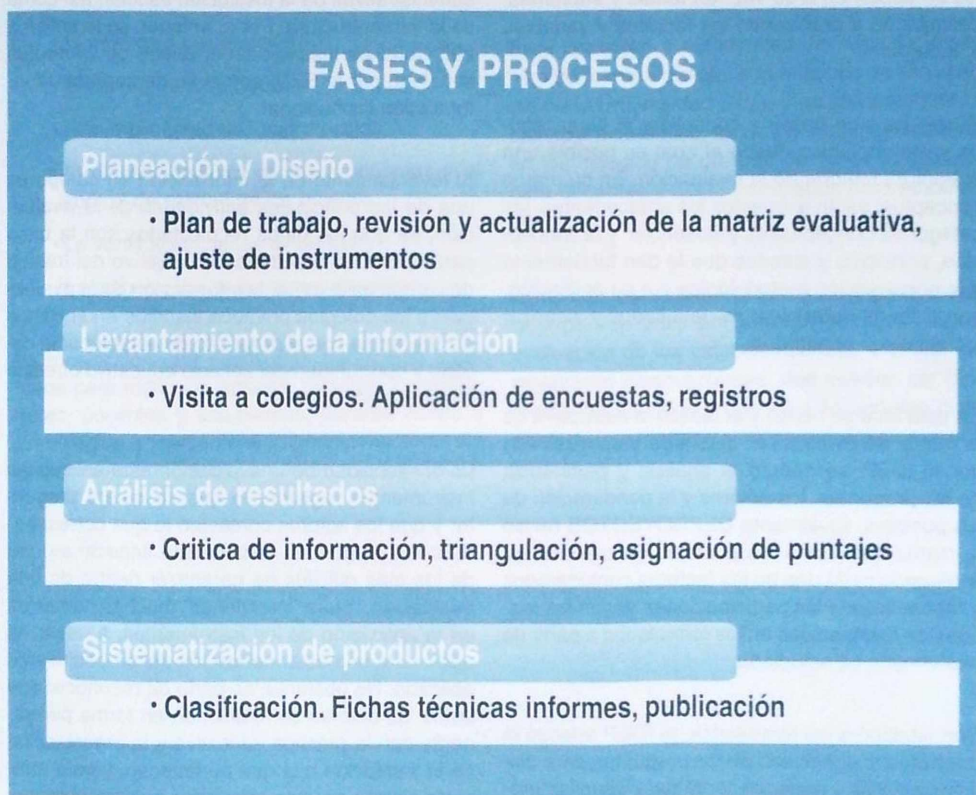 FASES Y PROCESOS
Planeación y Diseño
• Plan de trabajo, revisión y actualización de la matriz evaluativa,
ajuste de instrumentos
Levantamiento de la información
• Visita a colegios. Aplicación de encuestas, registros
Análisis de resultados
• Critica de información, triangulación, asignación de puntajes
Sistematización de productos
• Clasificación. Fichas técnicas informes, publicación